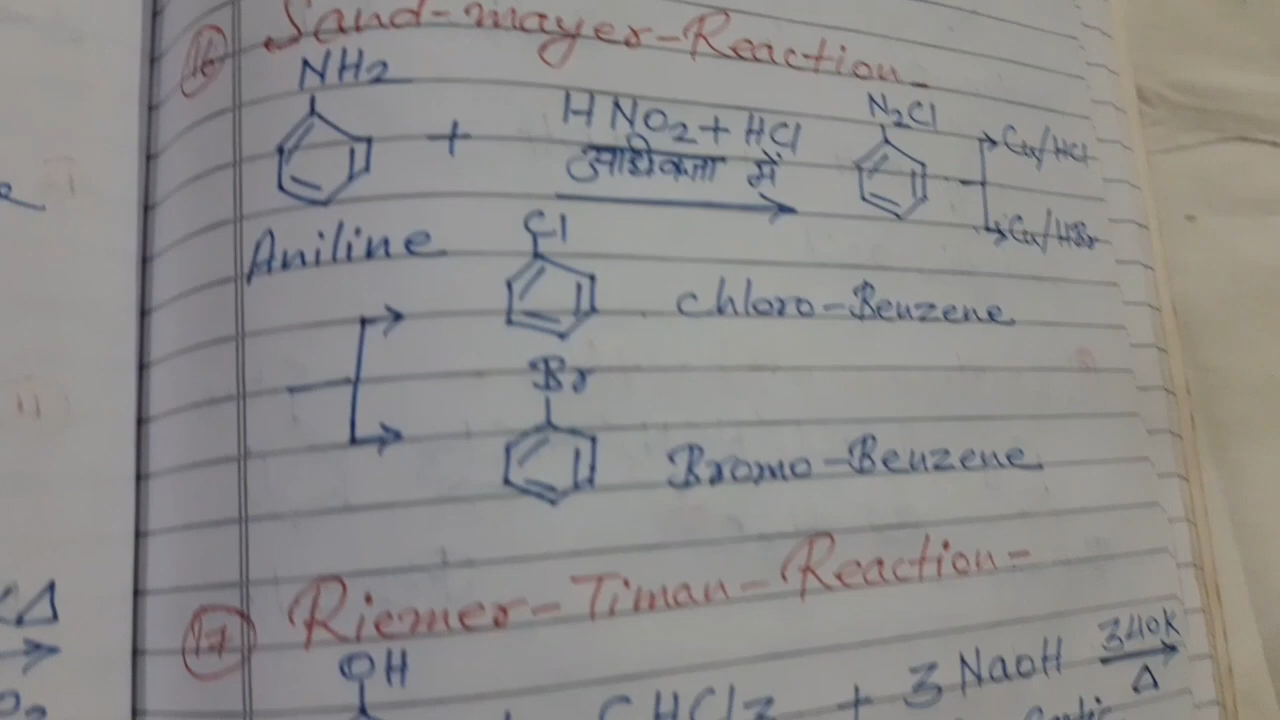 16 Sand-mayer-Reaction-
NH2
+ HNO2 + HCl
आधिकता में
N2Cl
Cu/HCl
Cu/HBr
Aniline
Cl
Chloro-Benzene
Br
Bromo-Benzene
17 Riemer-Timan-Reaction-
OH
+ CHCl3 + 3 NaOH 340K
Δ
Δ